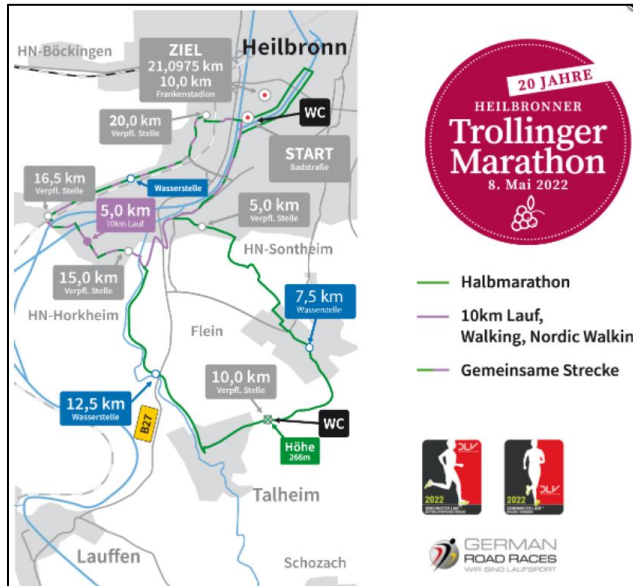 HN-Böckingen
ZIEL
21,0975 km
10,0 km
Frankenstadion
Heilbronn
20,0 km
Verpfl. Stelle
WC
START
Badstraße
16,5 km
Verpfl. Stelle
Wasserstelle
5,0 km
10km Lauf
5,0 km
Verpfl. Stelle
HN-Sontheim
15,0 km
Verpfl. Stelle
HN-Horkheim
7,5 km
Wasserstelle
Flein
10,0 km
Verpfl. Stelle
12,5 km
Wasserstelle
B27
WC
Höhe
266m
Talheim
Lauffen
Schozach
20 JAHRE
HEILBRONNER
Trollinger
Marathon
8. Mai 2022
Halbmarathon
10km Lauf,
Walking, Nordic Walkin
Gemeinsame Strecke
DLV
2022
DLV
2022
GERMAN
ROAD RACES
WIR SIND LAUFSPORT